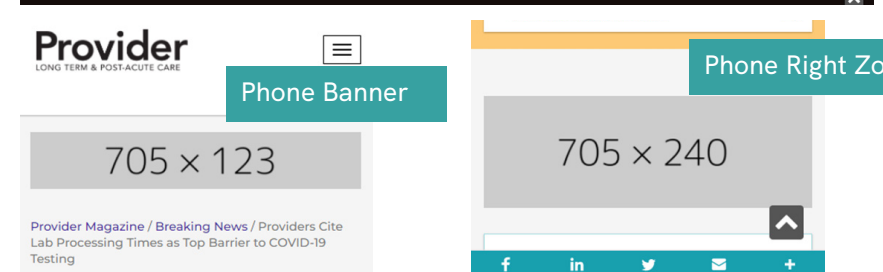 Provider
LONG TERM & POST-ACUTE CARE
Phone Banner
705 × 123
Provider Magazine / Breaking News / Providers Cite
Lab Processing Times as Top Barrier to COVID-19
Testing
Phone Right Zo
705 × 240
f in +